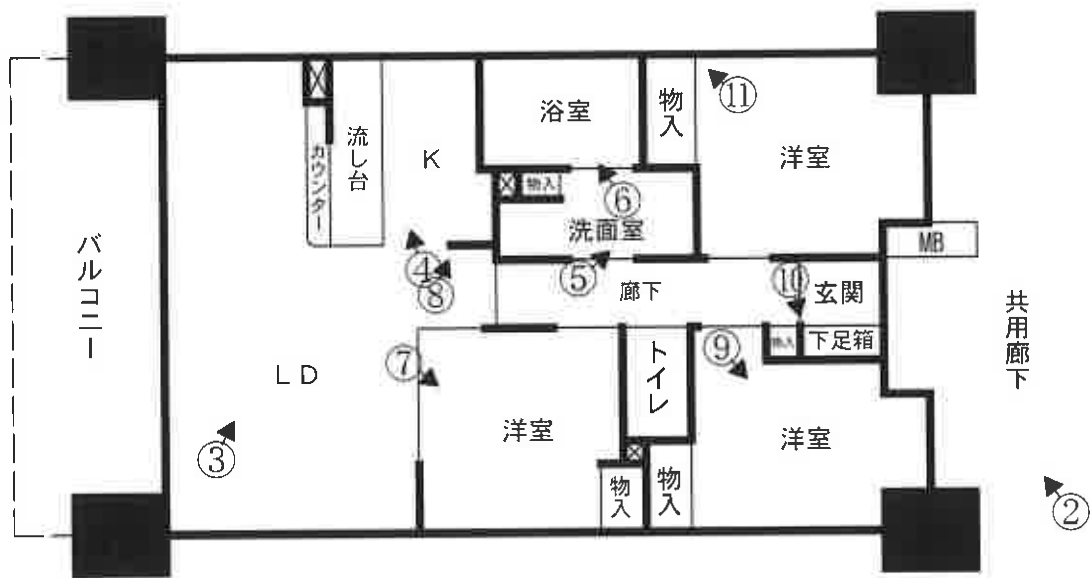 浴室
物入
⑪
洋室
流し台
カウンター
K
物入
⑥
洗面室
MB
バルコニー
④
⑧
⑤
廊下
⑩
玄関
共用廊下
物入
下足箱
LD
⑦
トイレ
⑨
洋室
洋室
③
物入
物入
②